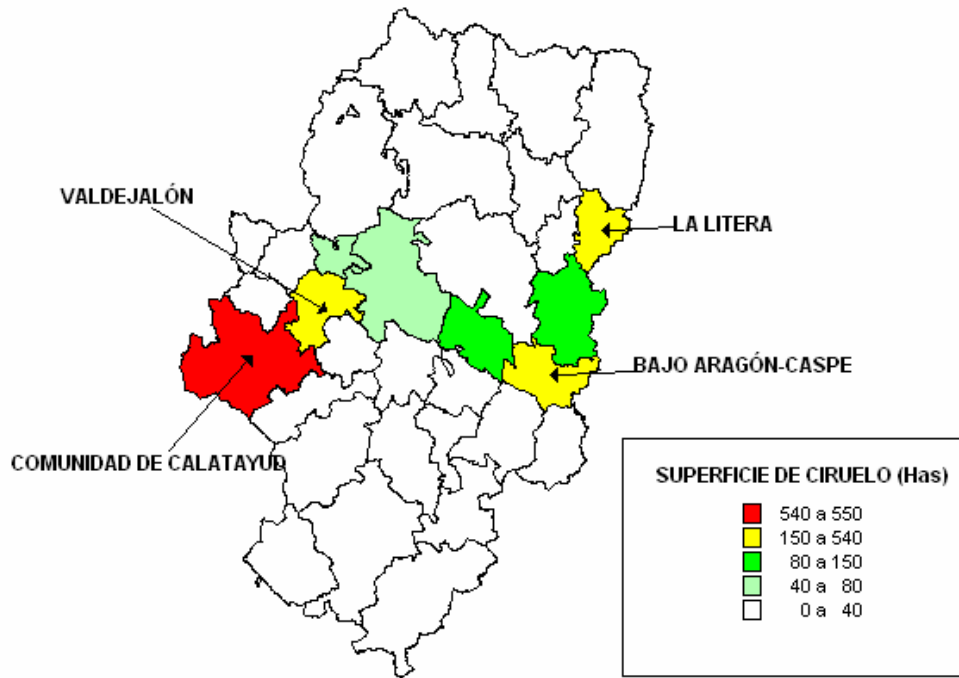 VALDEJALÓN
LA LITERA
BAJO ARAGÓN-CASPE
COMUNIDAD DE CALATAYUD
SUPERFICIE DE CIRUELO (Has)
540 a 550
150 a 540
80 a 150
40 a 80
0 a 40